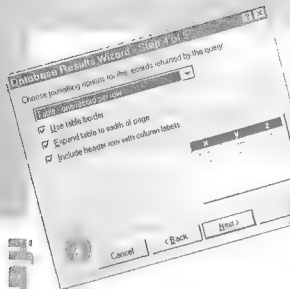 Database Results Wizard - Step 4 of 5
Choose formatting options for the records returned by the query:
Table - one record per row
Use table border
Expand table to width of page
Include header row with column labels
x y z
Cancel
< Back
Next >